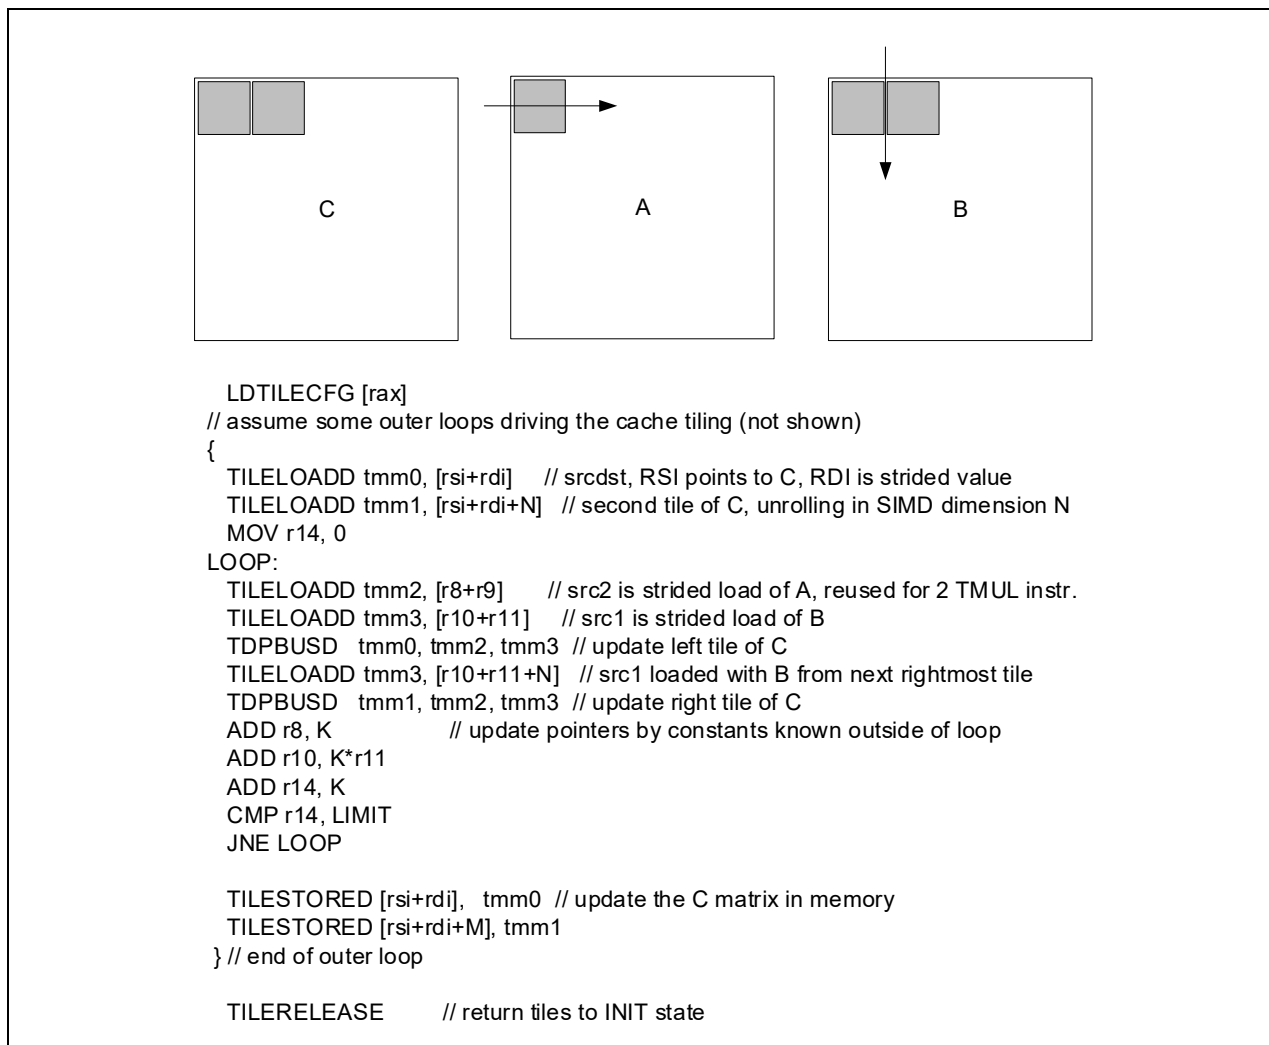 C
A
B
LDTILECFG [rax]
// assume some outer loops driving the cache tiling (not shown)
{
TILELOADD tmm0, [rsi+rdi] // srcdst, RSI points to C, RDI is strided value
TILELOADD tmm1, [rsi+rdi+N] // second tile of C, unrolling in SIMD dimension N
MOV r14, 0
LOOP:
TILELOADD tmm2, [r8+r9] // src2 is strided load of A, reused for 2 TMUL instr.
TILELOADD tmm3, [r10+r11] // src1 is strided load of B
TDPBUSD tmm0, tmm2, tmm3 // update left tile of C
TILELOADD tmm3, [r10+r11+N] // src1 loaded with B from next rightmost tile
TDPBUSD tmm1, tmm2, tmm3 // update right tile of C
ADD r8, K // update pointers by constants known outside of loop
ADD r10, K*r11
ADD r14, K
CMP r14, LIMIT
JNE LOOP
TILESTORED [rsi+rdi], tmm0 // update the C matrix in memory
TILESTORED [rsi+rdi+M], tmm1
} // end of outer loop
TILERELEASE // return tiles to INIT state